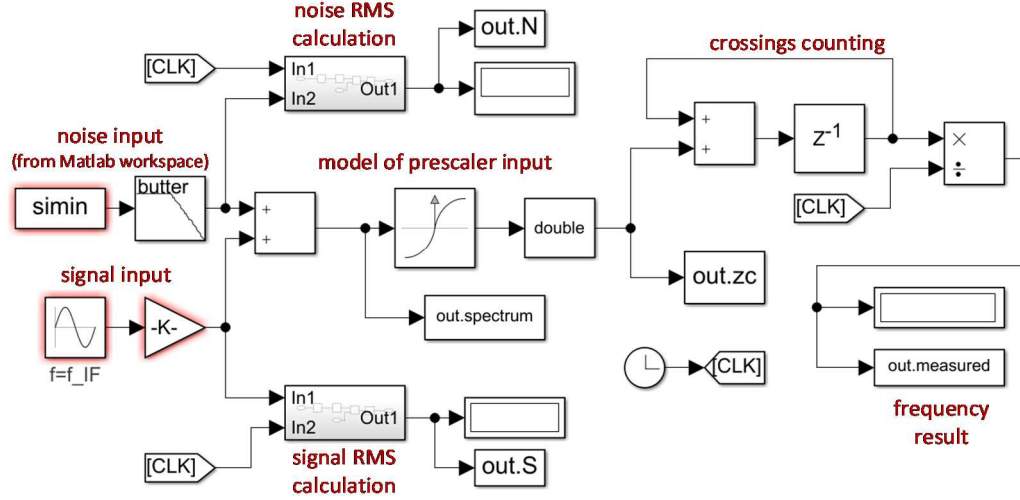 noise RMS
calculation
out.N
crossings counting
[CLK]
In1
In2
Out1
+
+
Z-1
×
÷
noise input
(from Matlab workspace)
simin
butter
model of prescaler input
+
+
double
[CLK]
out.zc
signal input
-K-
f=f_IF
out.spectrum
[CLK]
out.measured
frequency
result
In1
In2
Out1
[CLK]
out.S
signal RMS
calculation